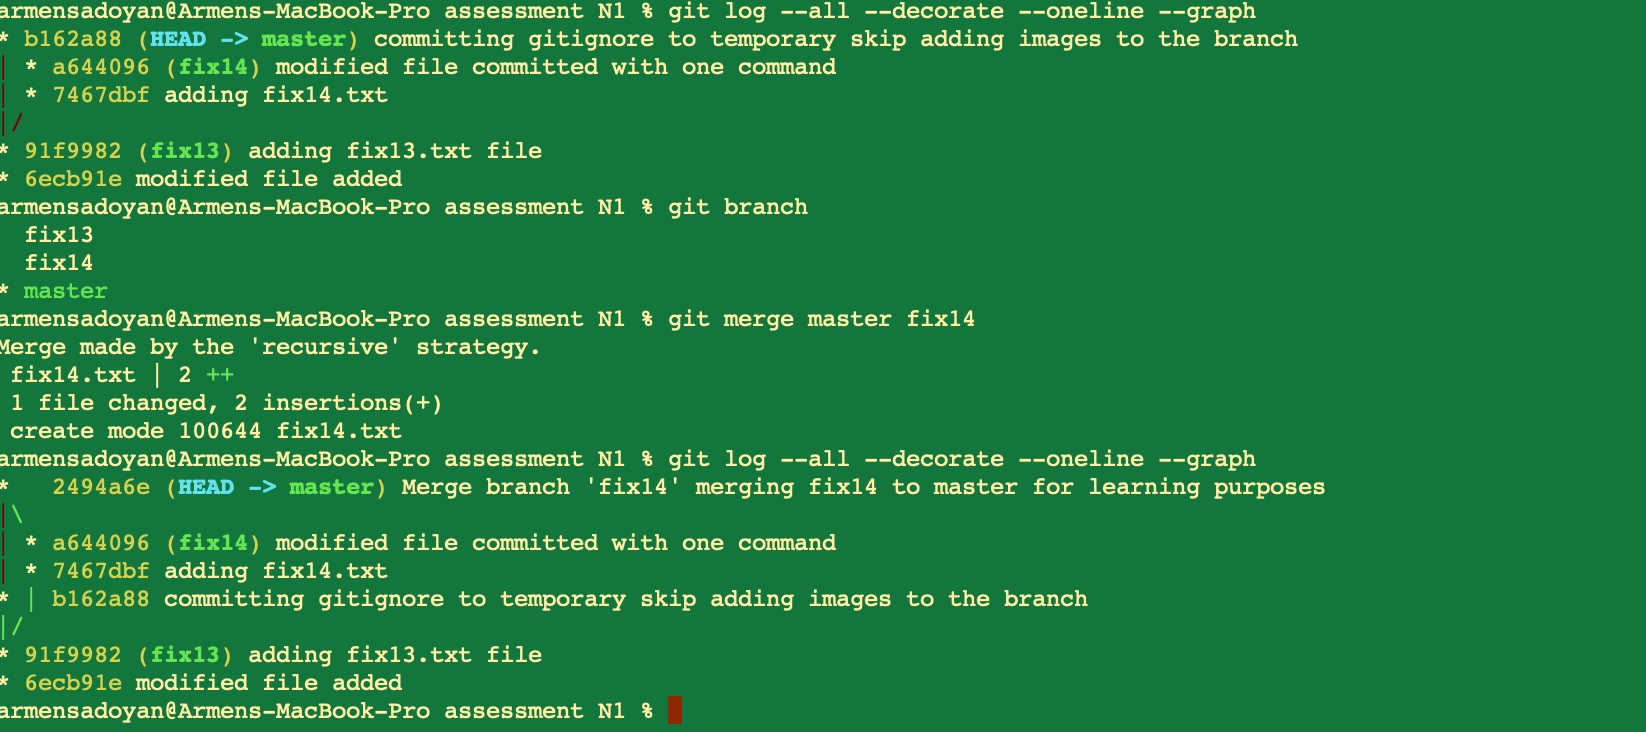 armensadoyan@Armens-MacBook-Pro assessment N1 % git log --all --decorate --oneline --graph
* b162a88 (HEAD -> master) committing gitignore to temporary skip adding images to the branch
| * a644096 (fix14) modified file committed with one command
| * 7467dbf adding fix14.txt
|/
* 91f9982 (fix13) adding fix13.txt file
* 6ecb91e modified file added
armensadoyan@Armens-MacBook-Pro assessment N1 % git branch
  fix13
  fix14
* master
armensadoyan@Armens-MacBook-Pro assessment N1 % git merge master fix14
Merge made by the 'recursive' strategy.
 fix14.txt | 2 ++
 1 file changed, 2 insertions(+)
 create mode 100644 fix14.txt
armensadoyan@Armens-MacBook-Pro assessment N1 % git log --all --decorate --oneline --graph
*   2494a6e (HEAD -> master) Merge branch 'fix14' merging fix14 to master for learning purposes
|\
| * a644096 (fix14) modified file committed with one command
| * 7467dbf adding fix14.txt
* | b162a88 committing gitignore to temporary skip adding images to the branch
|/
* 91f9982 (fix13) adding fix13.txt file
* 6ecb91e modified file added
armensadoyan@Armens-MacBook-Pro assessment N1 %